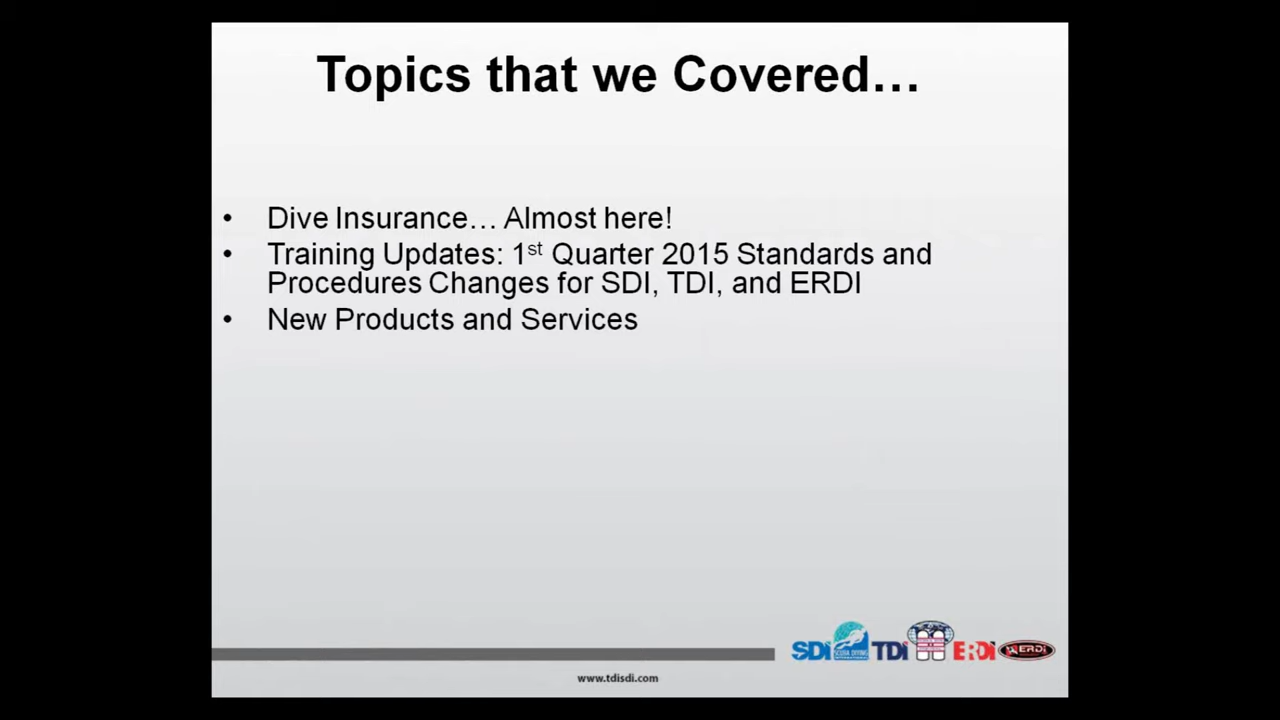 Topics that we Covered…
• Dive Insurance… Almost here!
• Training Updates: 1st Quarter 2015 Standards and
Procedures Changes for SDI, TDI, and ERDI
• New Products and Services
SDI TDI ERDI ERDI
www.tdisdi.com